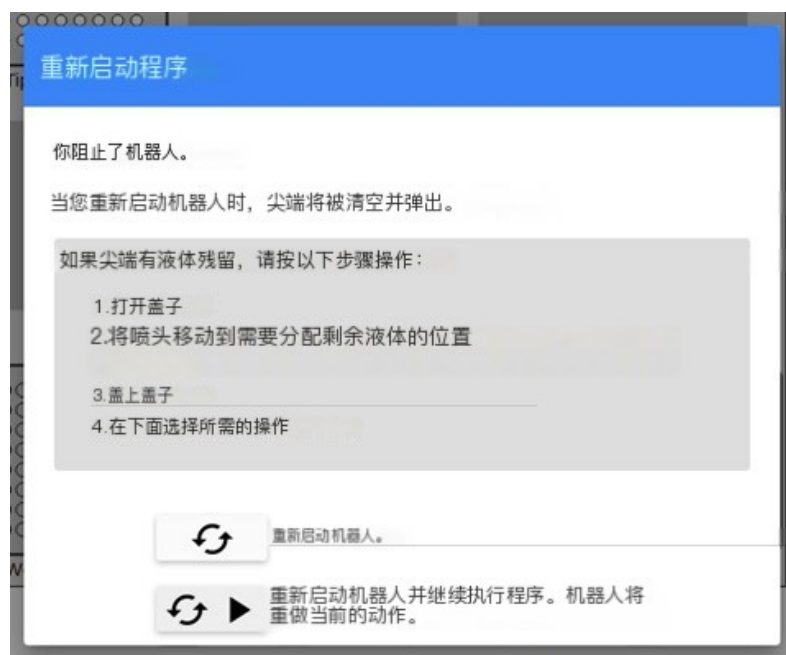 Tip
重新启动程序
你阻止了机器人。
当您重新启动机器人时，尖端将被清空并弹出。
如果尖端有液体残留，请按以下步骤操作：
1.打开盖子
2.将喷头移动到需要分配剩余液体的位置
3.盖上盖子
4.在下面选择所需的操作
重新启动机器人。
重新启动机器人并继续执行程序。机器人将
重做当前的动作。